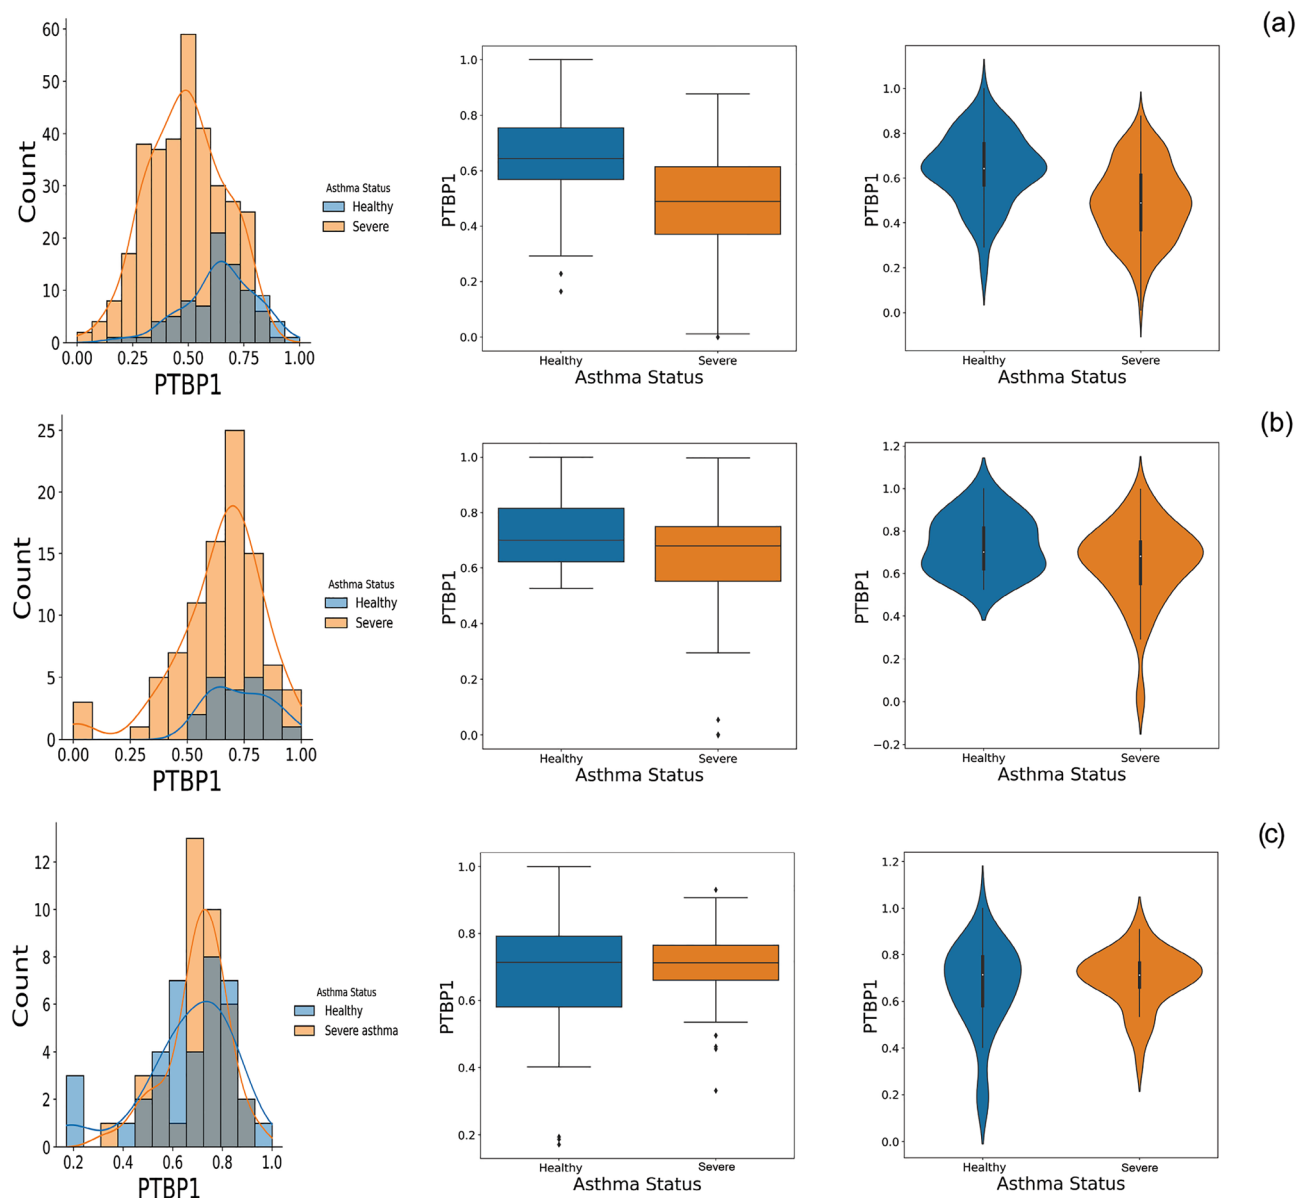 (a)
60
50
40
30
20
10
0
Count
0.00 0.25 0.50 0.75 1.00
PTBP1
Asthma Status
Healthy
Severe
1.0
0.8
0.6
0.4
0.2
0.0
PTBP1
Healthy Severe
Asthma Status
1.0
0.8
0.6
0.4
0.2
0.0
PTBP1
Healthy Severe
Asthma Status
(b)
25
20
15
10
5
0
Count
0.00 0.25 0.50 0.75 1.00
PTBP1
Asthma Status
Healthy
Severe
1.0
0.8
0.6
0.4
0.2
0.0
PTBP1
Healthy Severe
Asthma Status
1.2
1.0
0.8
0.6
0.4
0.2
0.0
−0.2
PTBP1
Healthy Severe
Asthma Status
(c)
12
10
8
6
4
2
0
Count
0.2 0.4 0.6 0.8 1.0
PTBP1
Asthma Status
Healthy
Severe asthma
1.0
0.8
0.6
0.4
0.2
PTBP1
Healthy Severe
Asthma Status
1.2
1.0
0.8
0.6
0.4
0.2
0.0
PTBP1
Healthy Severe
Asthma Status